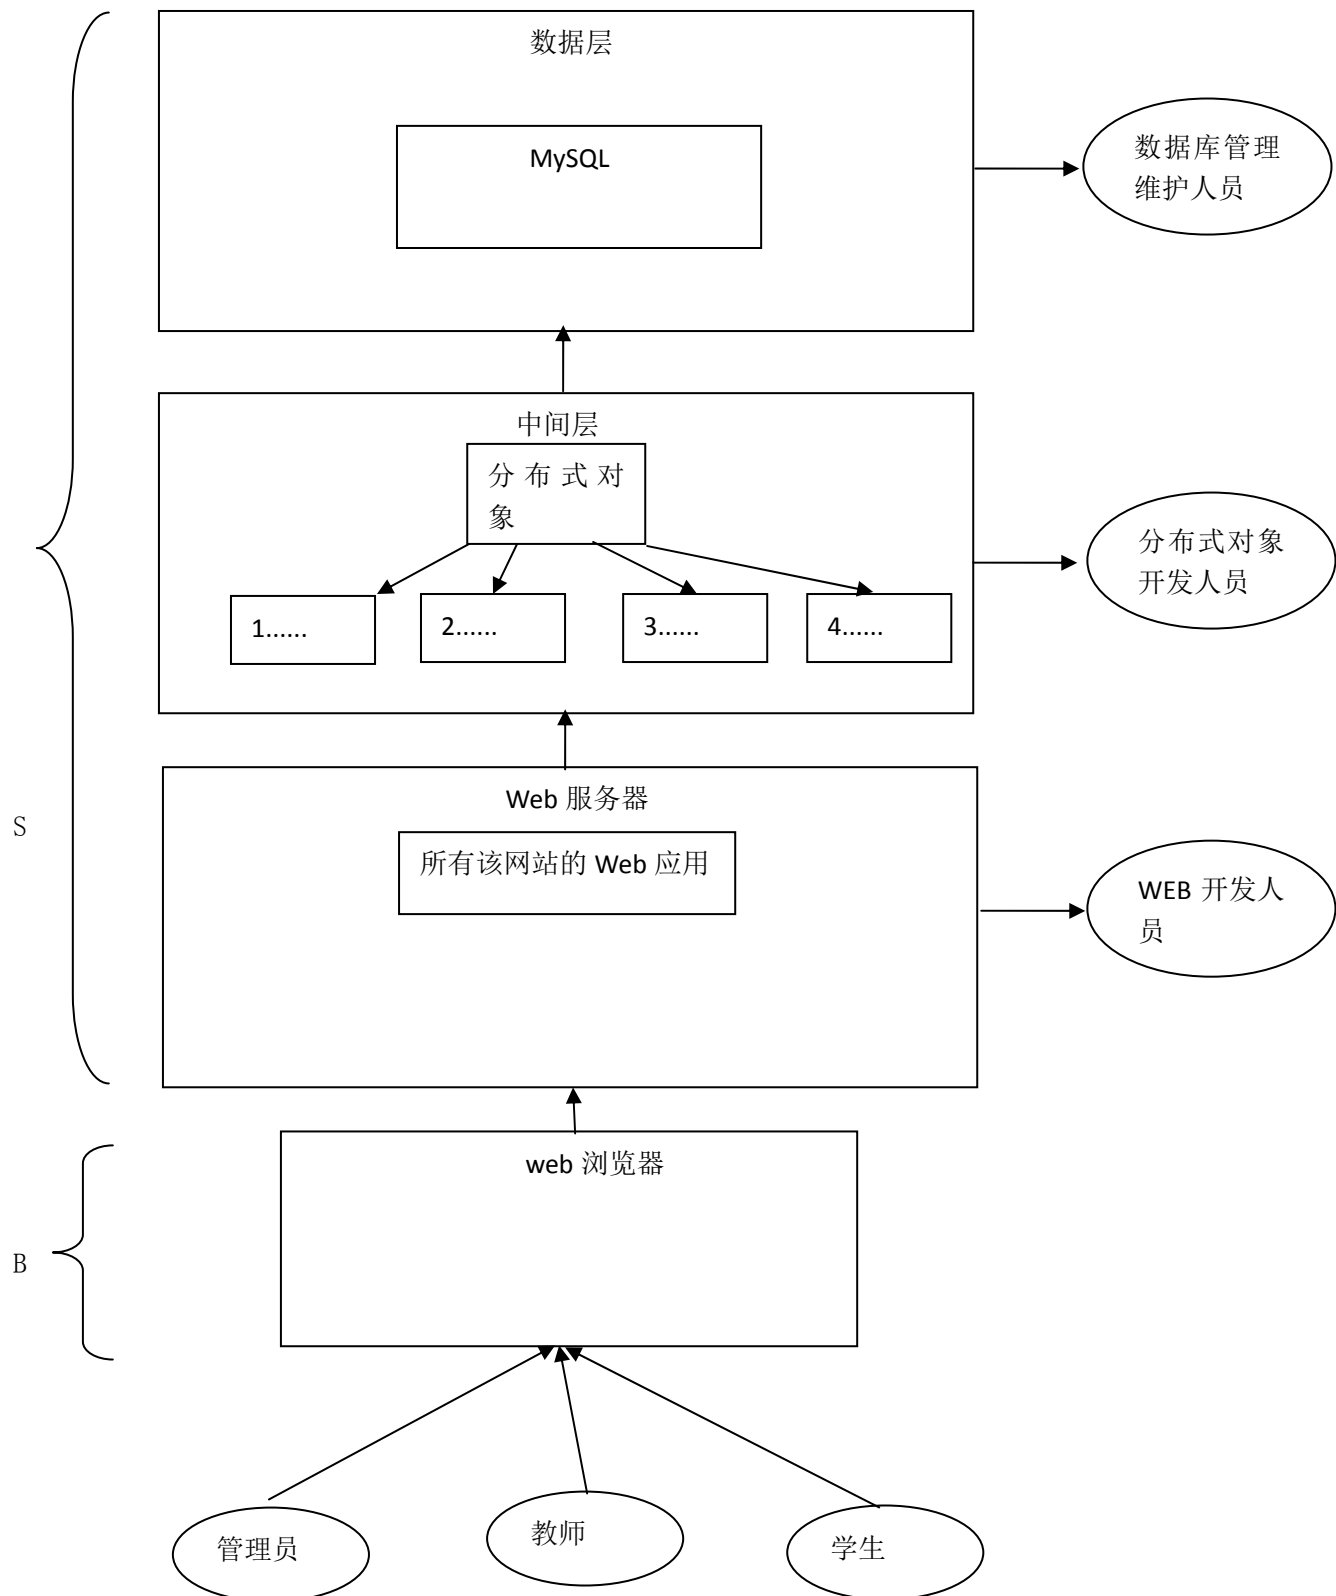 数据层
MySQL
数据库管理
维护人员
中间层
分布式对
象
分布式对象
开发人员
1......
2......
3......
4......
Web 服务器
S
所有该网站的 Web 应用
WEB 开发人
员
web 浏览器
B
管理员
教师
学生